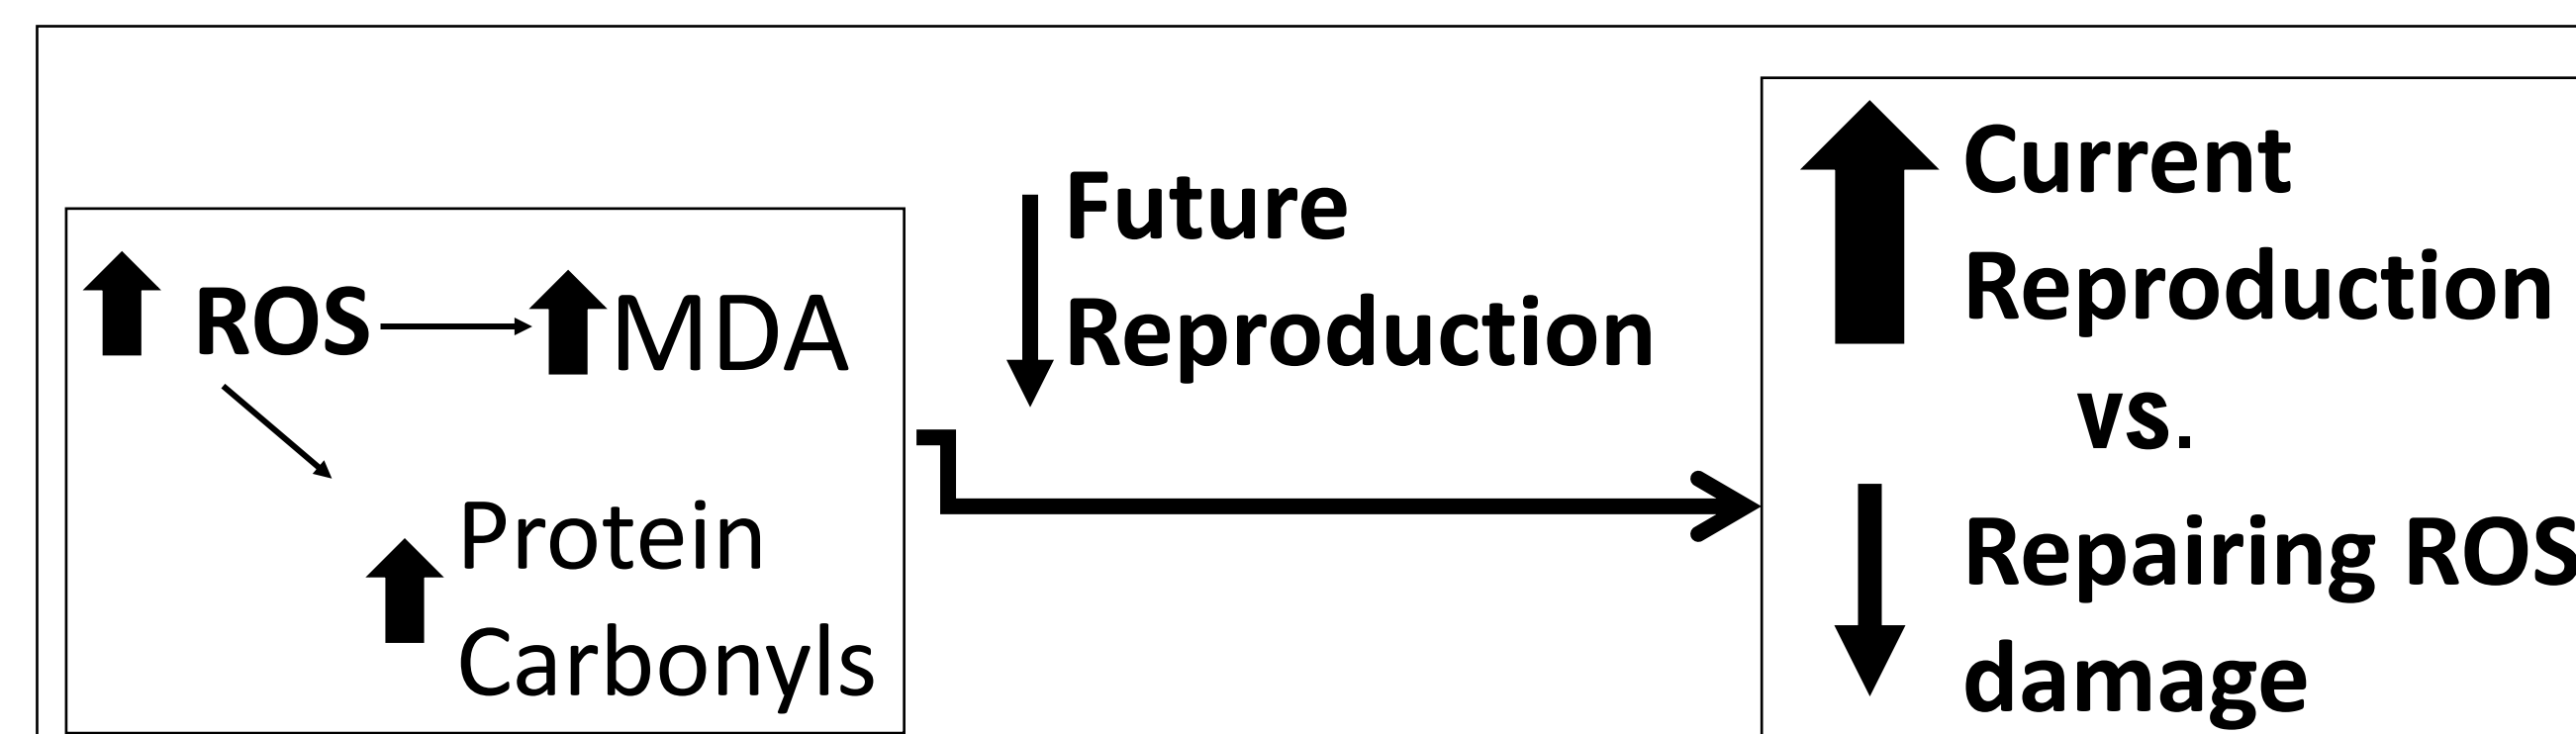 ROS
MDA
Protein
Carbonyls
Future
Reproduction
Current
Reproduction
vs.
Repairing ROS
damage